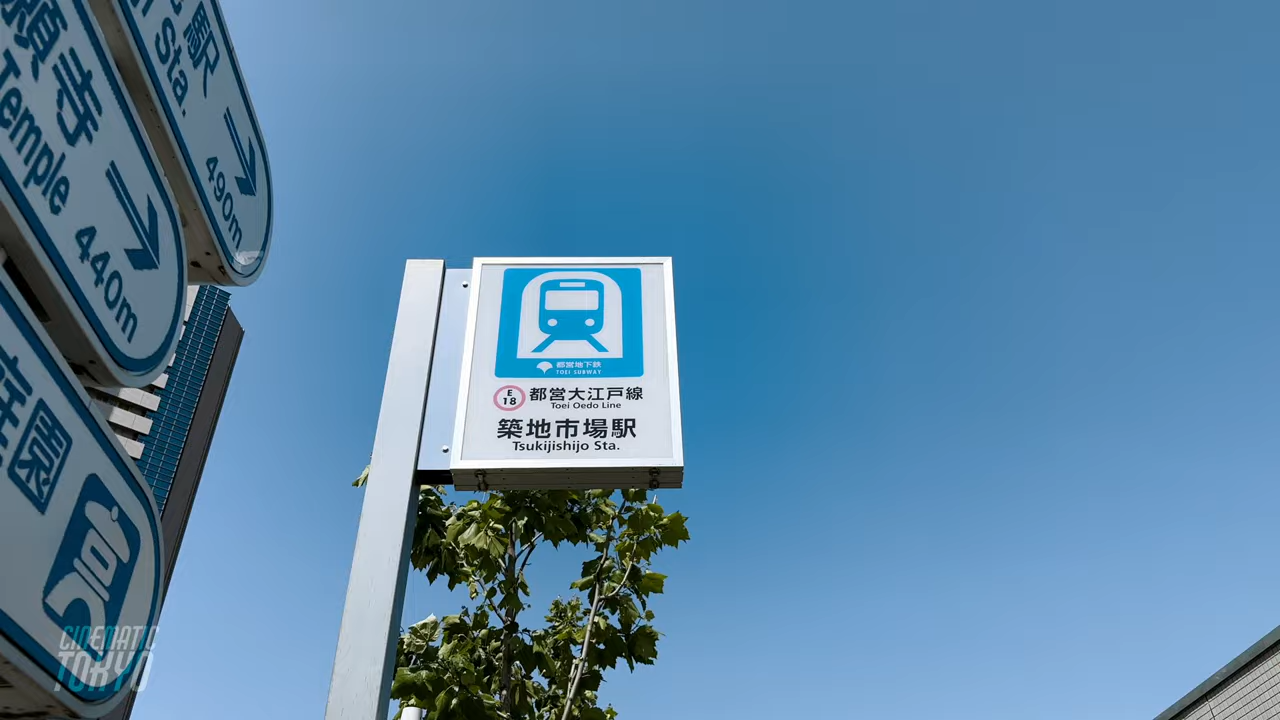 駅
Sta.
490m
願寺
Temple 440m
庭園
都営地下鉄
TOEI SUBWAY
E
18
都営大江戸線
Toei Oedo Line
築地市場駅
Tsukijishijo Sta.
CINEMATIC
TOKYO